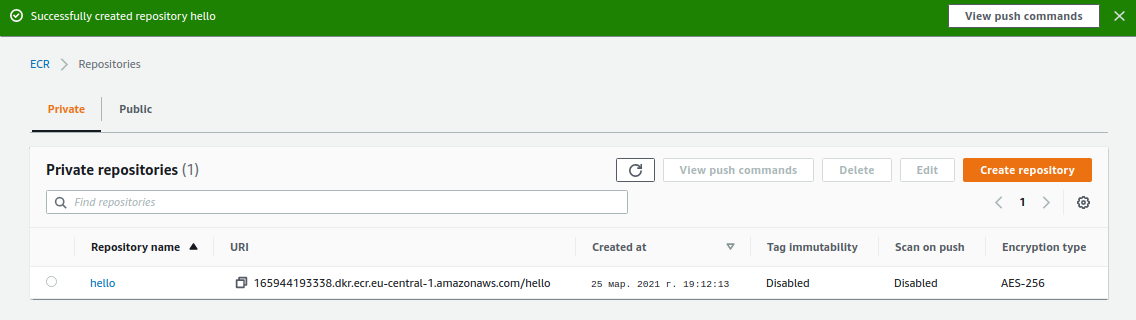 Successfully created repository hello View push commands
ECR Repositories
Private Public
Private repositories (1) View push commands Delete Edit Create repository
Find repositories 1
Repository name URI Created at Tag immutability Scan on push Encryption type
hello 165944193338.dkr.ecr.eu-central-1.amazonaws.com/hello 25 мар. 2021 г. 19:12:13 Disabled Disabled AES-256